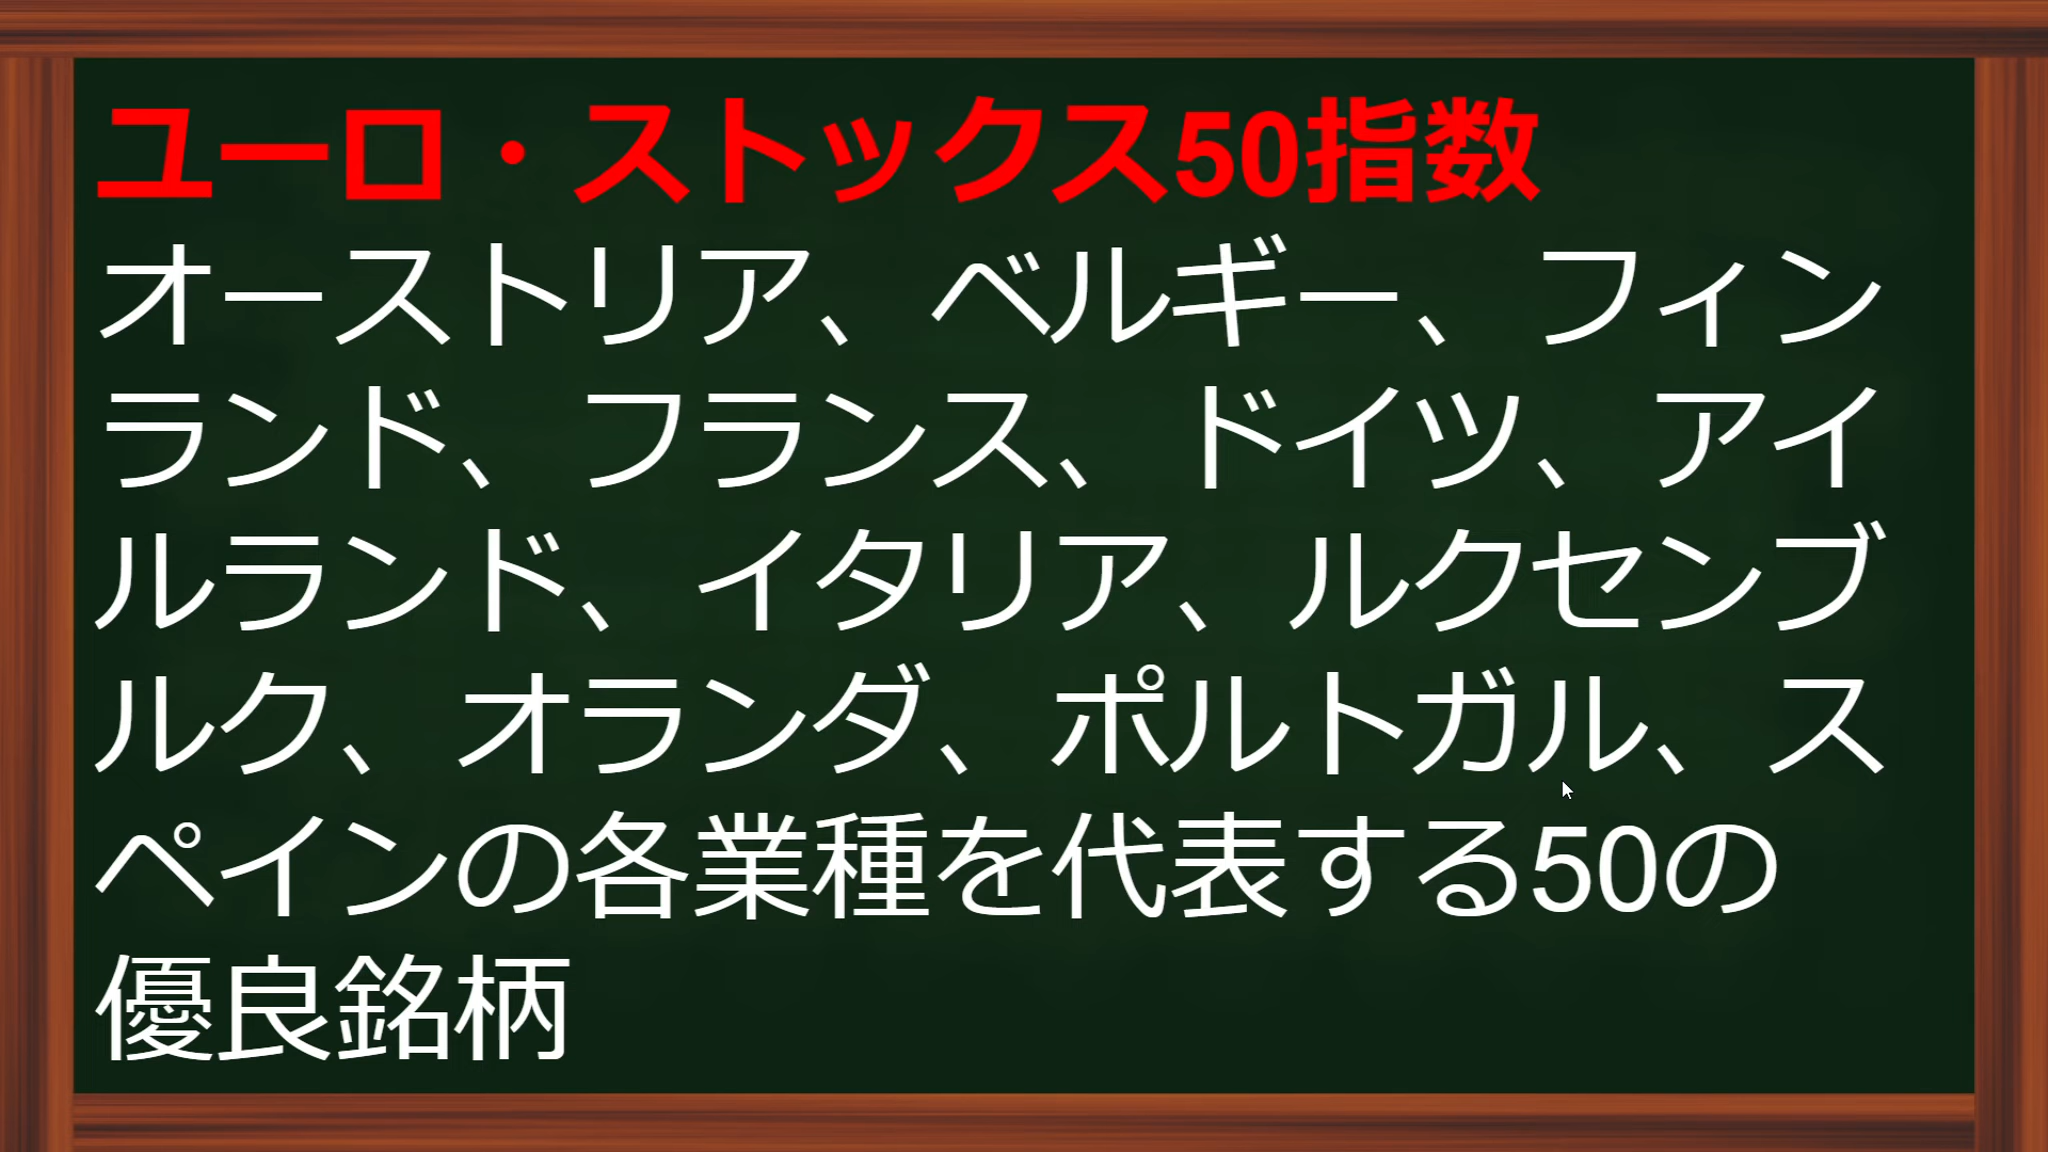 ユーロ・ストックス50指数
オーストリア、ベルギー、フィン
ランド、フランス、ドイツ、アイ
ルランド、イタリア、ルクセンブ
ルク、オランダ、ポルトガル、ス
ペインの各業種を代表する50の
優良銘柄